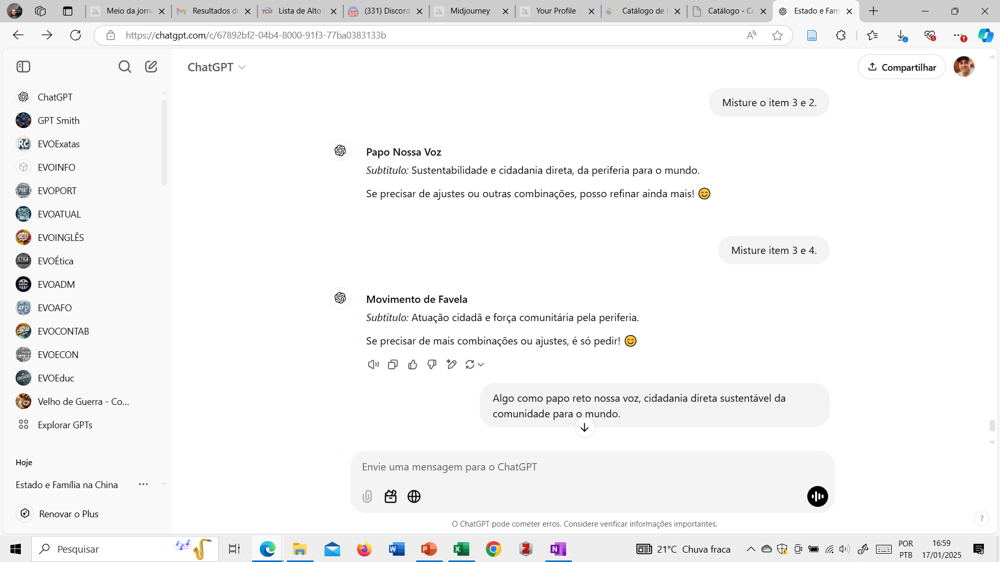 Meio da jorn
Resultados de
Lista de Alto
(331) Discord
Midjourney
Your Profile
Catálogo de
Catálogo - Co
Estado e Fam
https://chatgpt.com/c/67892bf2-04b4-8000-91f3-77ba0383133b
ChatGPT
Compartilhar
ChatGPT
GPT Smith
EVOExatas
EVOINFO
EVOPORT
EVOATUAL
EVOINGLÊS
EVOÉtica
EVOADM
EVOAFO
EVOCONTAB
EVOECON
EVOEduc
Velho de Guerra - Co...
Explorar GPTs
Hoje
Estado e Família na China
Renovar o Plus
Misture o item 3 e 2.
Papo Nossa Voz
Subtítulo: Sustentabilidade e cidadania direta, da periferia para o mundo.
Se precisar de ajustes ou outras combinações, posso refinar ainda mais! 😊
Misture item 3 e 4.
Movimento de Favela
Subtítulo: Atuação cidadã e força comunitária pela periferia.
Se precisar de mais combinações ou ajustes, é só pedir! 😊
Algo como papo reto nossa voz, cidadania direta sustentável da
comunidade para o mundo.
Envie uma mensagem para o ChatGPT
O ChatGPT pode cometer erros. Considere verificar informações importantes.
?
Pesquisar
21°C Chuva fraca
POR
PTB
16:59
17/01/2025